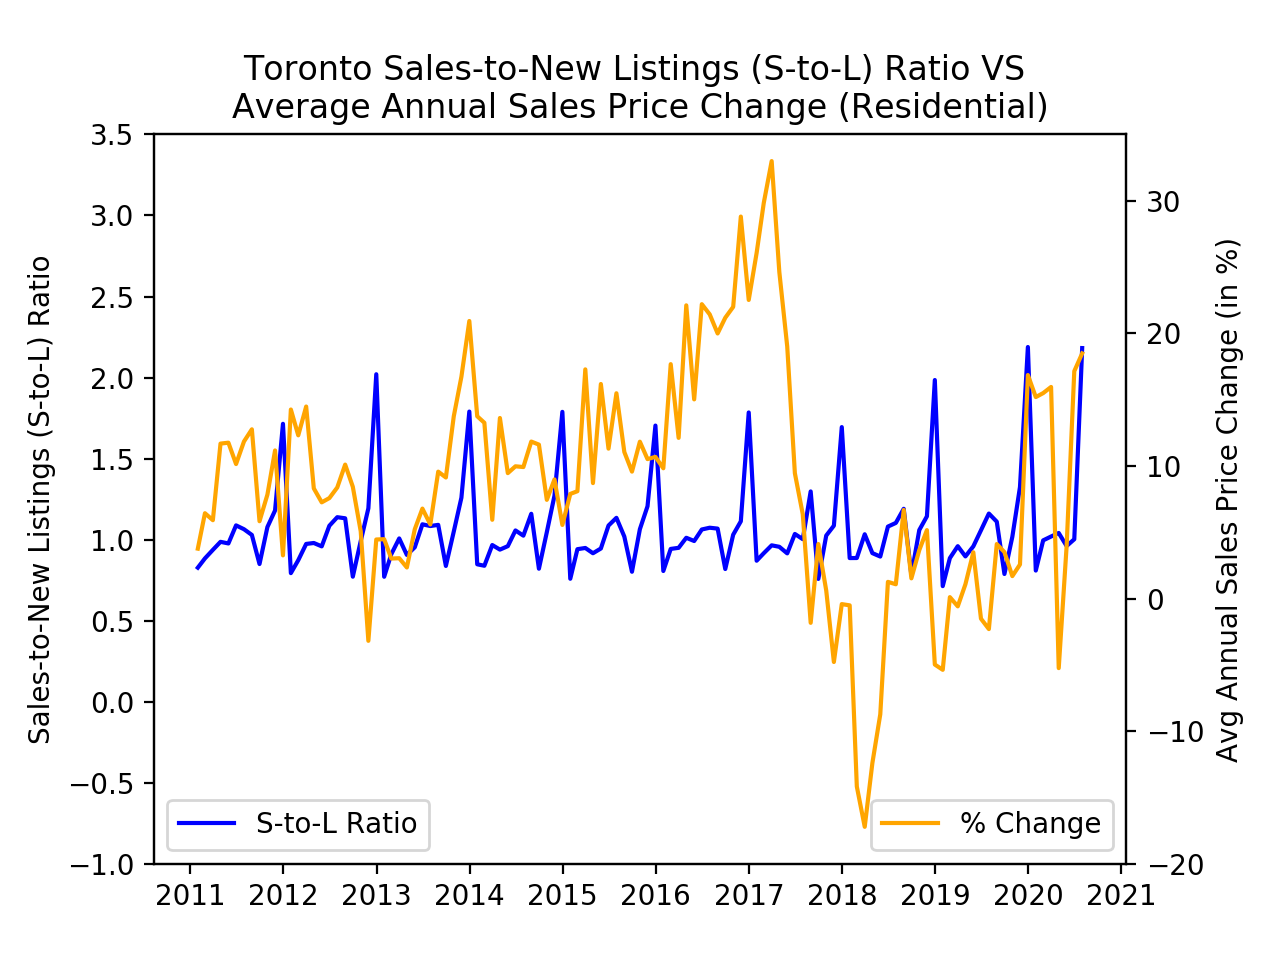 Toronto Sales-to-New Listings (S-to-L) Ratio VS
Average Annual Sales Price Change (Residential)
Sales-to-New Listings (S-to-L) Ratio
3.5
3.0
2.5
2.0
1.5
1.0
0.5
0.0
−0.5
−1.0
30
20
10
0
−10
−20
Avg Annual Sales Price Change (in %)
S-to-L Ratio
% Change
2011 2012 2013 2014 2015 2016 2017 2018 2019 2020 2021